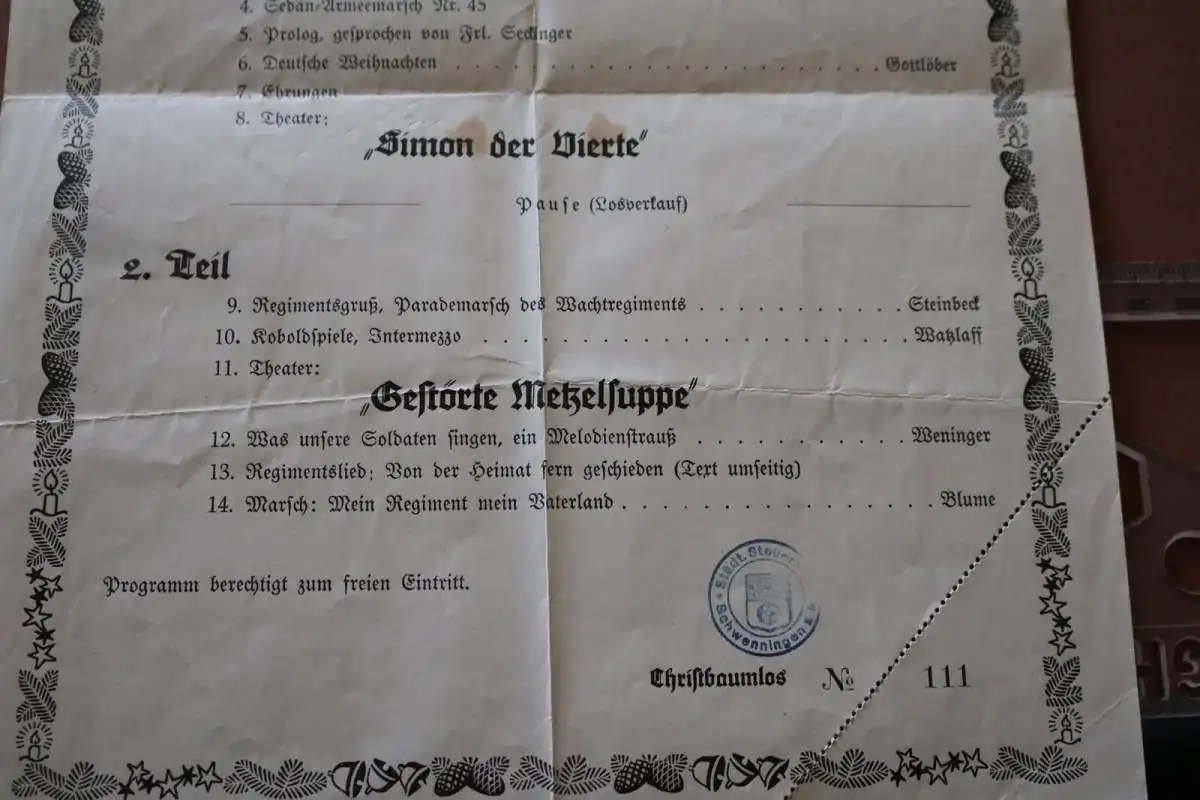 4. Sedan-Armeemarsch Nr. 45
5. Prolog, gesprochen von Frl. Seckinger
6. Deutsche Weihnachten . . . . . . . . . . . . . . . . . . . . . . . . . . . . Gottlöber
7. Ehrungen
8. Theater:
„Simon der Vierte"
Pause (Losverkauf)
2. Teil
9. Regimentsgruß, Parademarsch des Wachtregiments . . . . . . . . . . . Steinbeck
10. Koboldspiele, Intermezzo . . . . . . . . . . . . . . . . . . . . . . . . . . Watzlaff
11. Theater:
„Gestörte Metzelsuppe"
12. Was unsere Soldaten singen, ein Melodienstrauß . . . . . . . . . . . . Weninger
13. Regimentslied: Von der Heimat fern geschieden (Text umseitig)
14. Marsch: Mein Regiment mein Vaterland . . . . . . . . . . . . . . . . . Blume
Programm berechtigt zum freien Eintritt.
Städt. Steuer
Schwenningen
Christbaumlos № 111